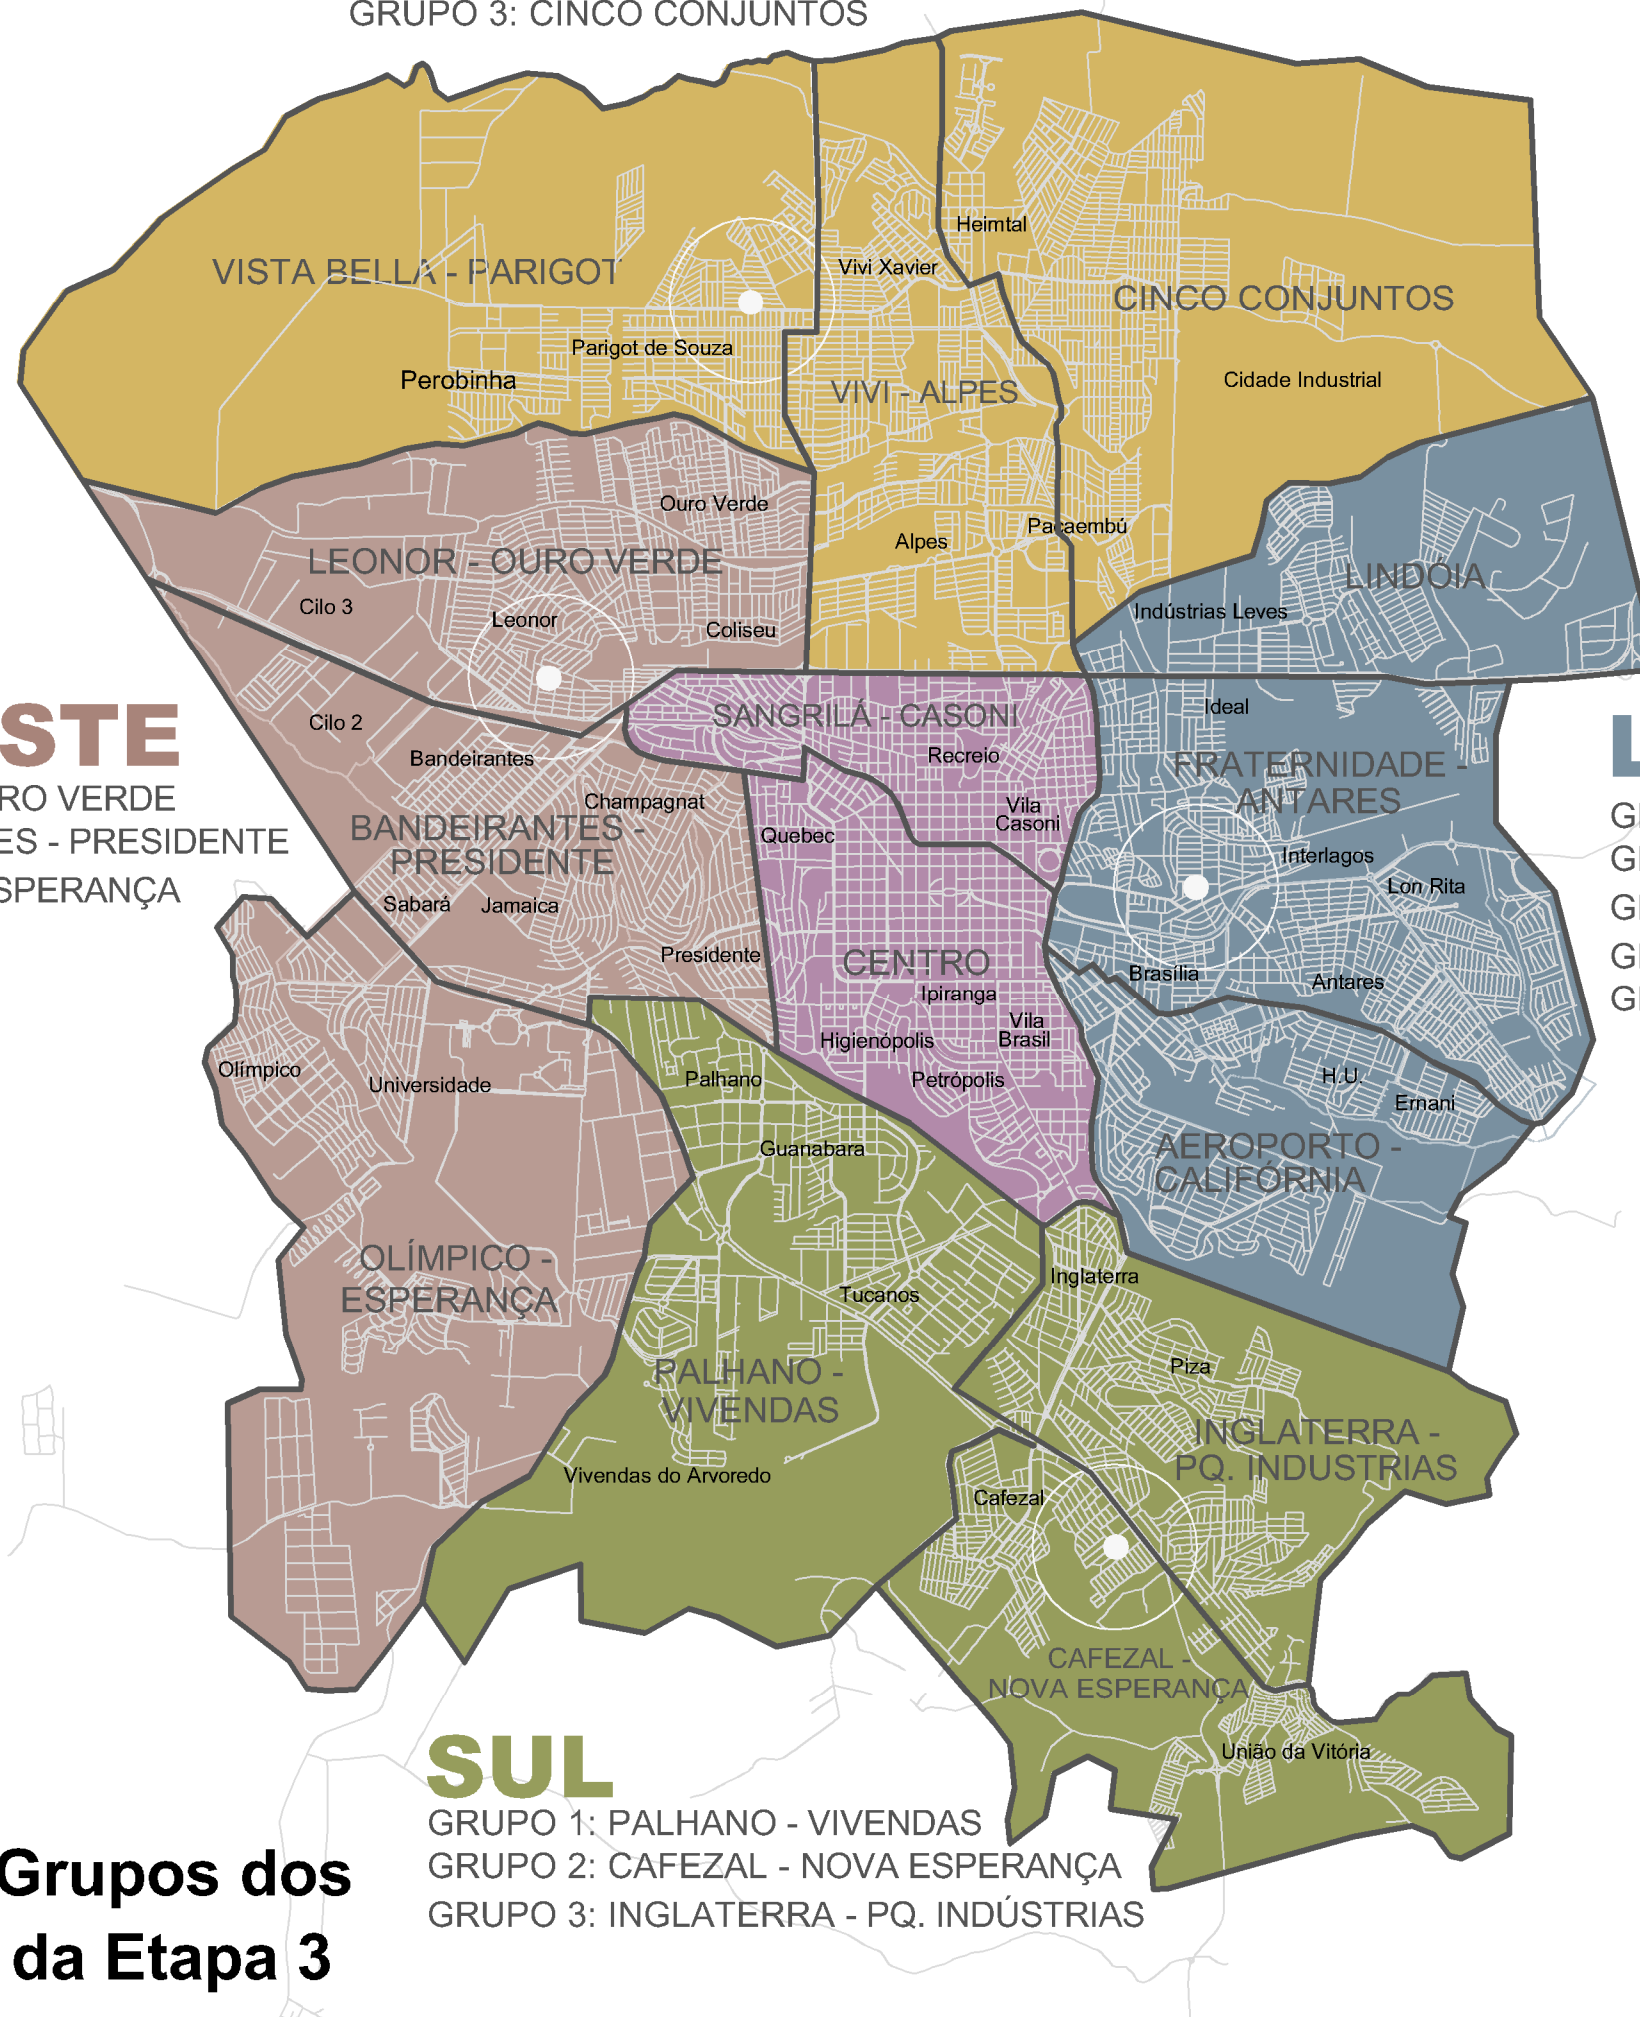 GRUPO 3: CINCO CONJUNTOS
Heimtal
Vivi Xavier
VISTA BELLA - PARIGOT
CINCO CONJUNTOS
Parigot de Souza
Perobinha
VIVI - ALPES
Cidade Industrial
Ouro Verde
Pacaembú
Alpes
LEONOR - OURO VERDE
LINDÓIA
Cilo 3
Leonor
Coliseu
Indústrias Leves
Ideal
SANGRILÁ - CASONI
Cilo 2
Recreio
Bandeirantes
FRATERNIDADE -
ANTARES
STE
RO VERDE
ES - PRESIDENTE
SPERANÇA
Champagnat
Vila
Casoni
BANDEIRANTES -
PRESIDENTE
Quebec
Interlagos
Lon Rita
Sabará
Jamaica
Presidente
CENTRO
Brasília
Antares
Ipiranga
Vila
Brasil
Higienópolis
Olímpico
Universidade
Palhano
Petrópolis
H.U.
Ernani
Guanabara
AEROPORTO -
CALIFÓRNIA
OLÍMPICO -
ESPERANÇA
Inglaterra
Tucanos
Piza
PALHANO -
VIVENDAS
INGLATERRA -
PQ. INDUSTRIAS
Vivendas do Arvoredo
Cafezal
CAFEZAL -
NOVA ESPERANÇA
União da Vitória
SUL
GRUPO 1: PALHANO - VIVENDAS
GRUPO 2: CAFEZAL - NOVA ESPERANÇA
GRUPO 3: INGLATERRA - PQ. INDÚSTRIAS
Grupos dos
da Etapa 3